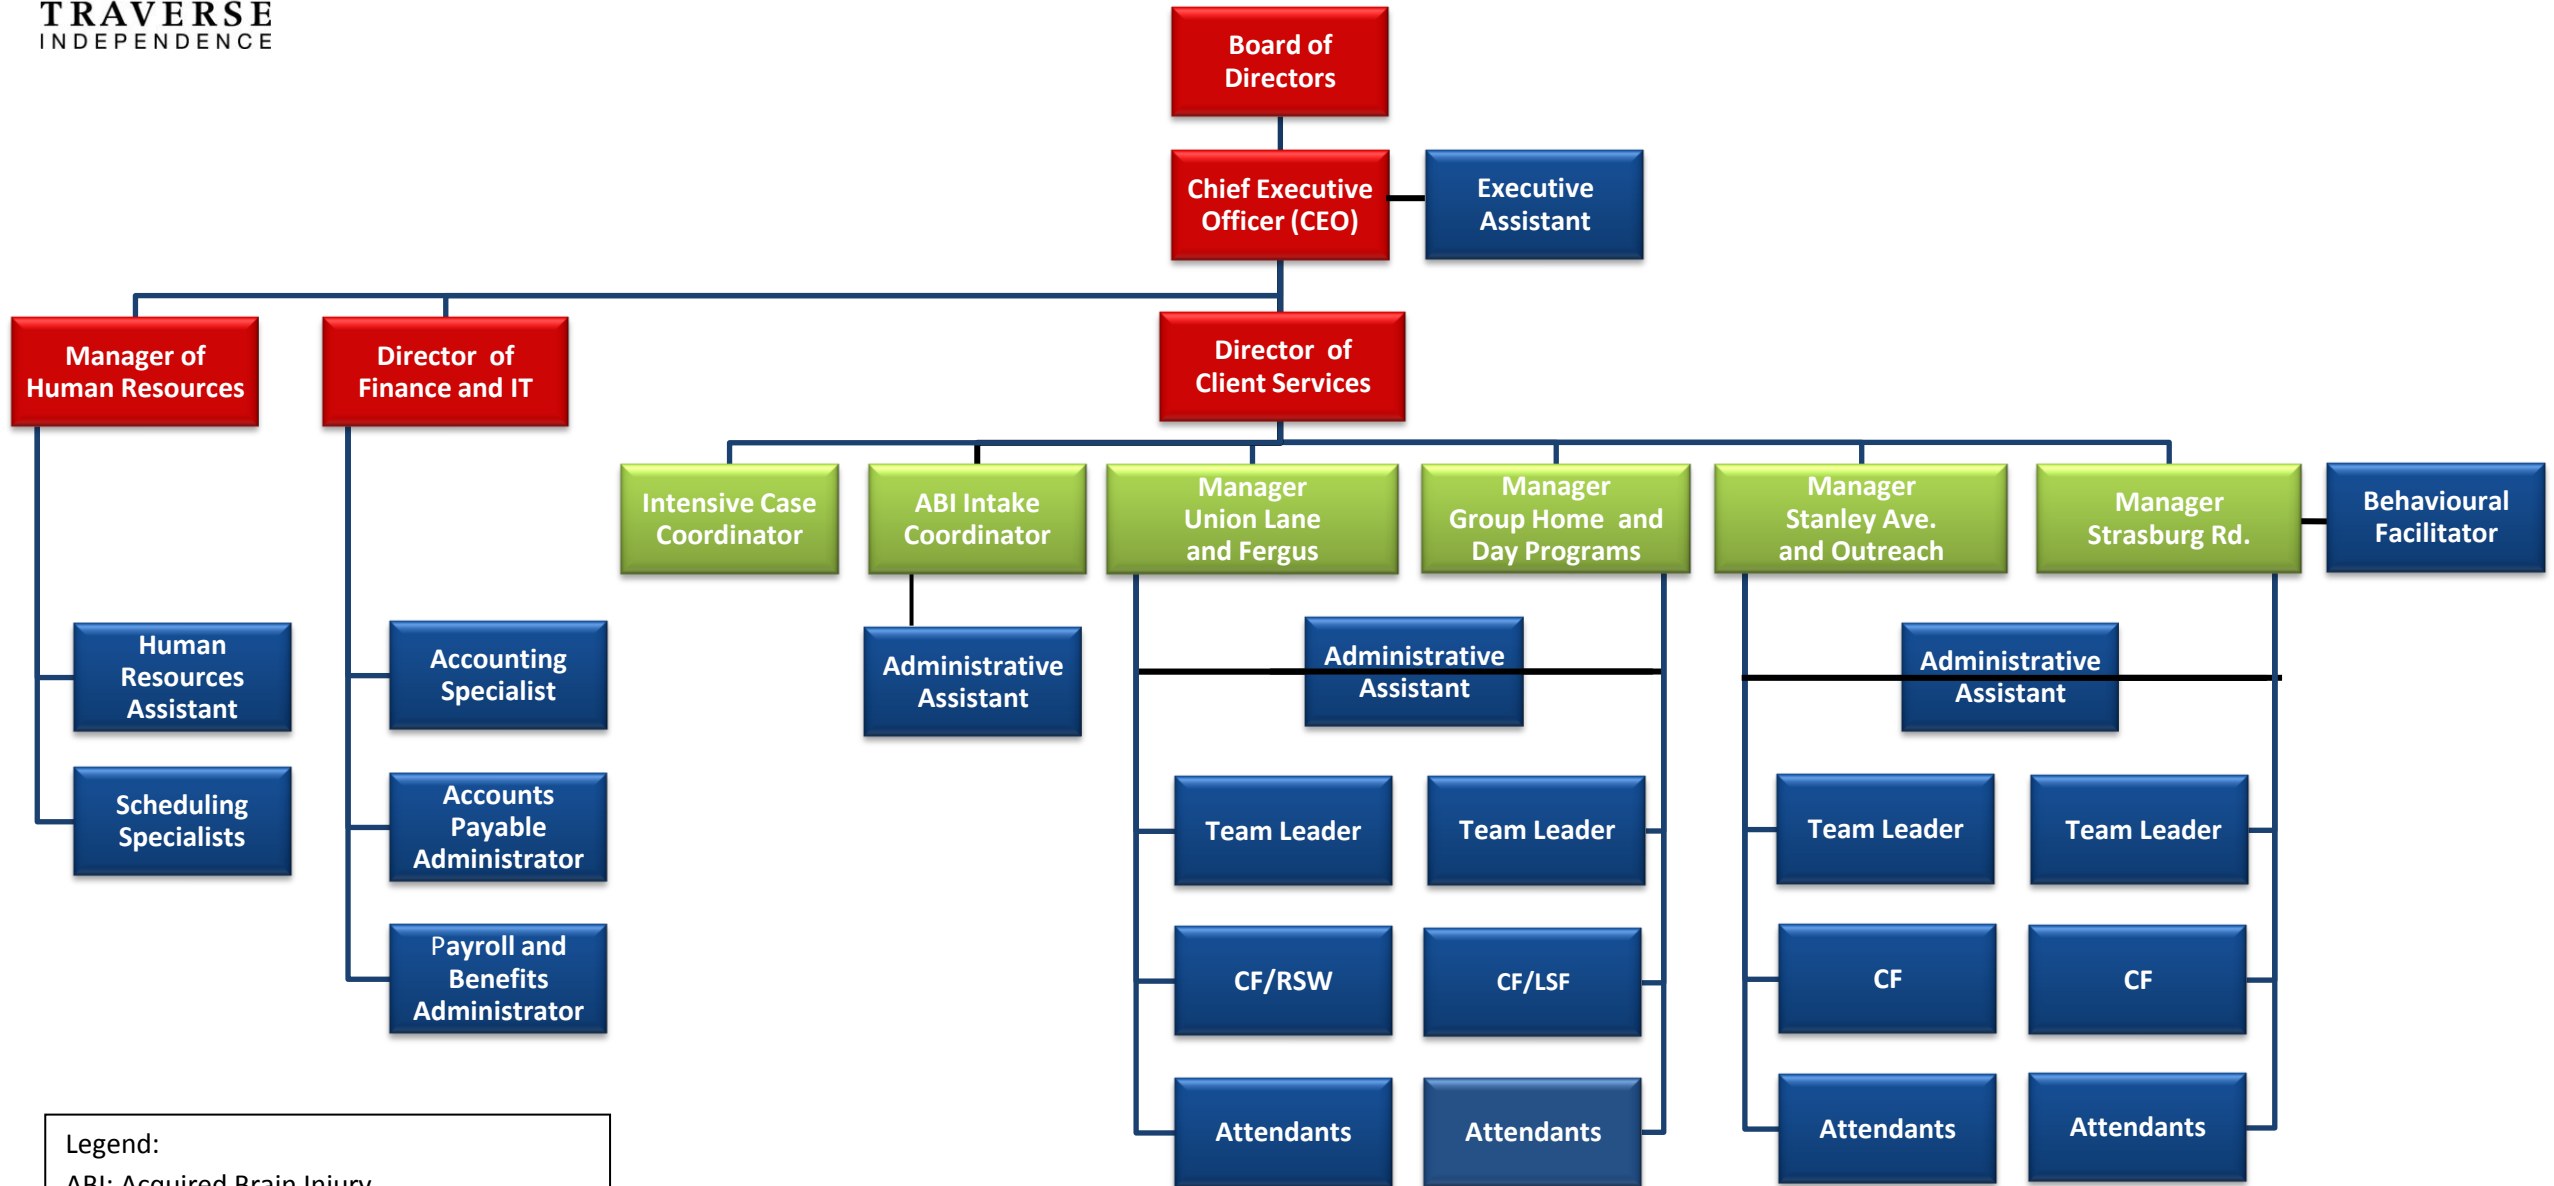 TRAVERSE
INDEPENDENCE
Board of
Directors
Chief Executive
Officer (CEO)
Executive
Assistant
Manager of
Human Resources
Director of
Finance and IT
Director of
Client Services
Intensive Case
Coordinator
ABI Intake
Coordinator
Manager
Union Lane
and Fergus
Manager
Group Home and
Day Programs
Manager
Stanley Ave.
and Outreach
Manager
Strasburg Rd.
Behavioural
Facilitator
Human
Resources
Assistant
Scheduling
Specialists
Accounting
Specialist
Accounts
Payable
Administrator
Payroll and
Benefits
Administrator
Administrative
Assistant
Administrative
Assistant
Administrative
Assistant
Team Leader
Team Leader
Team Leader
Team Leader
CF/RSW
CF/LSF
CF
CF
Attendants
Attendants
Attendants
Attendants
Legend:
ABI: Acquired Brain Injury